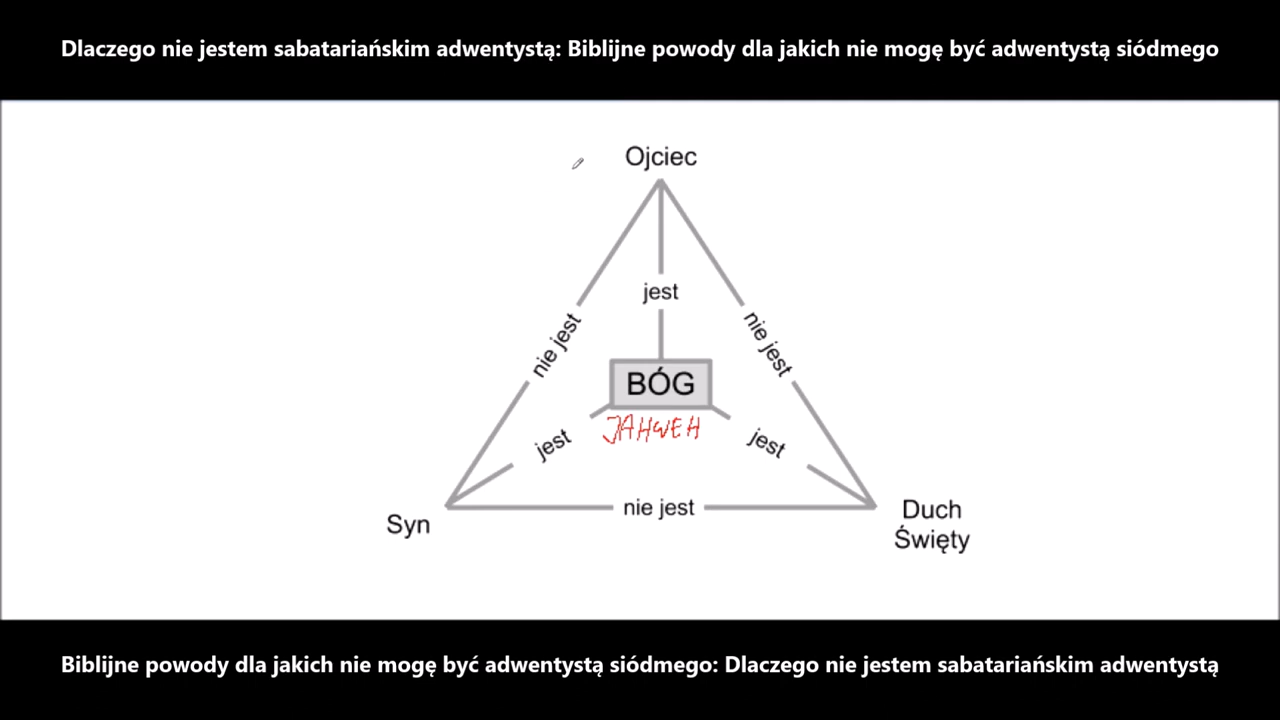 Dlaczego nie jestem sabatariańskim adwentystą: Biblijne powody dla jakich nie mogę być adwentystą siódmego
Ojciec
jest
nie jest
nie jest
BÓG
JAHWEH
jest
jest
nie jest
Syn
Duch
Święty
Biblijne powody dla jakich nie mogę być adwentystą siódmego: Dlaczego nie jestem sabatariańskim adwentystą